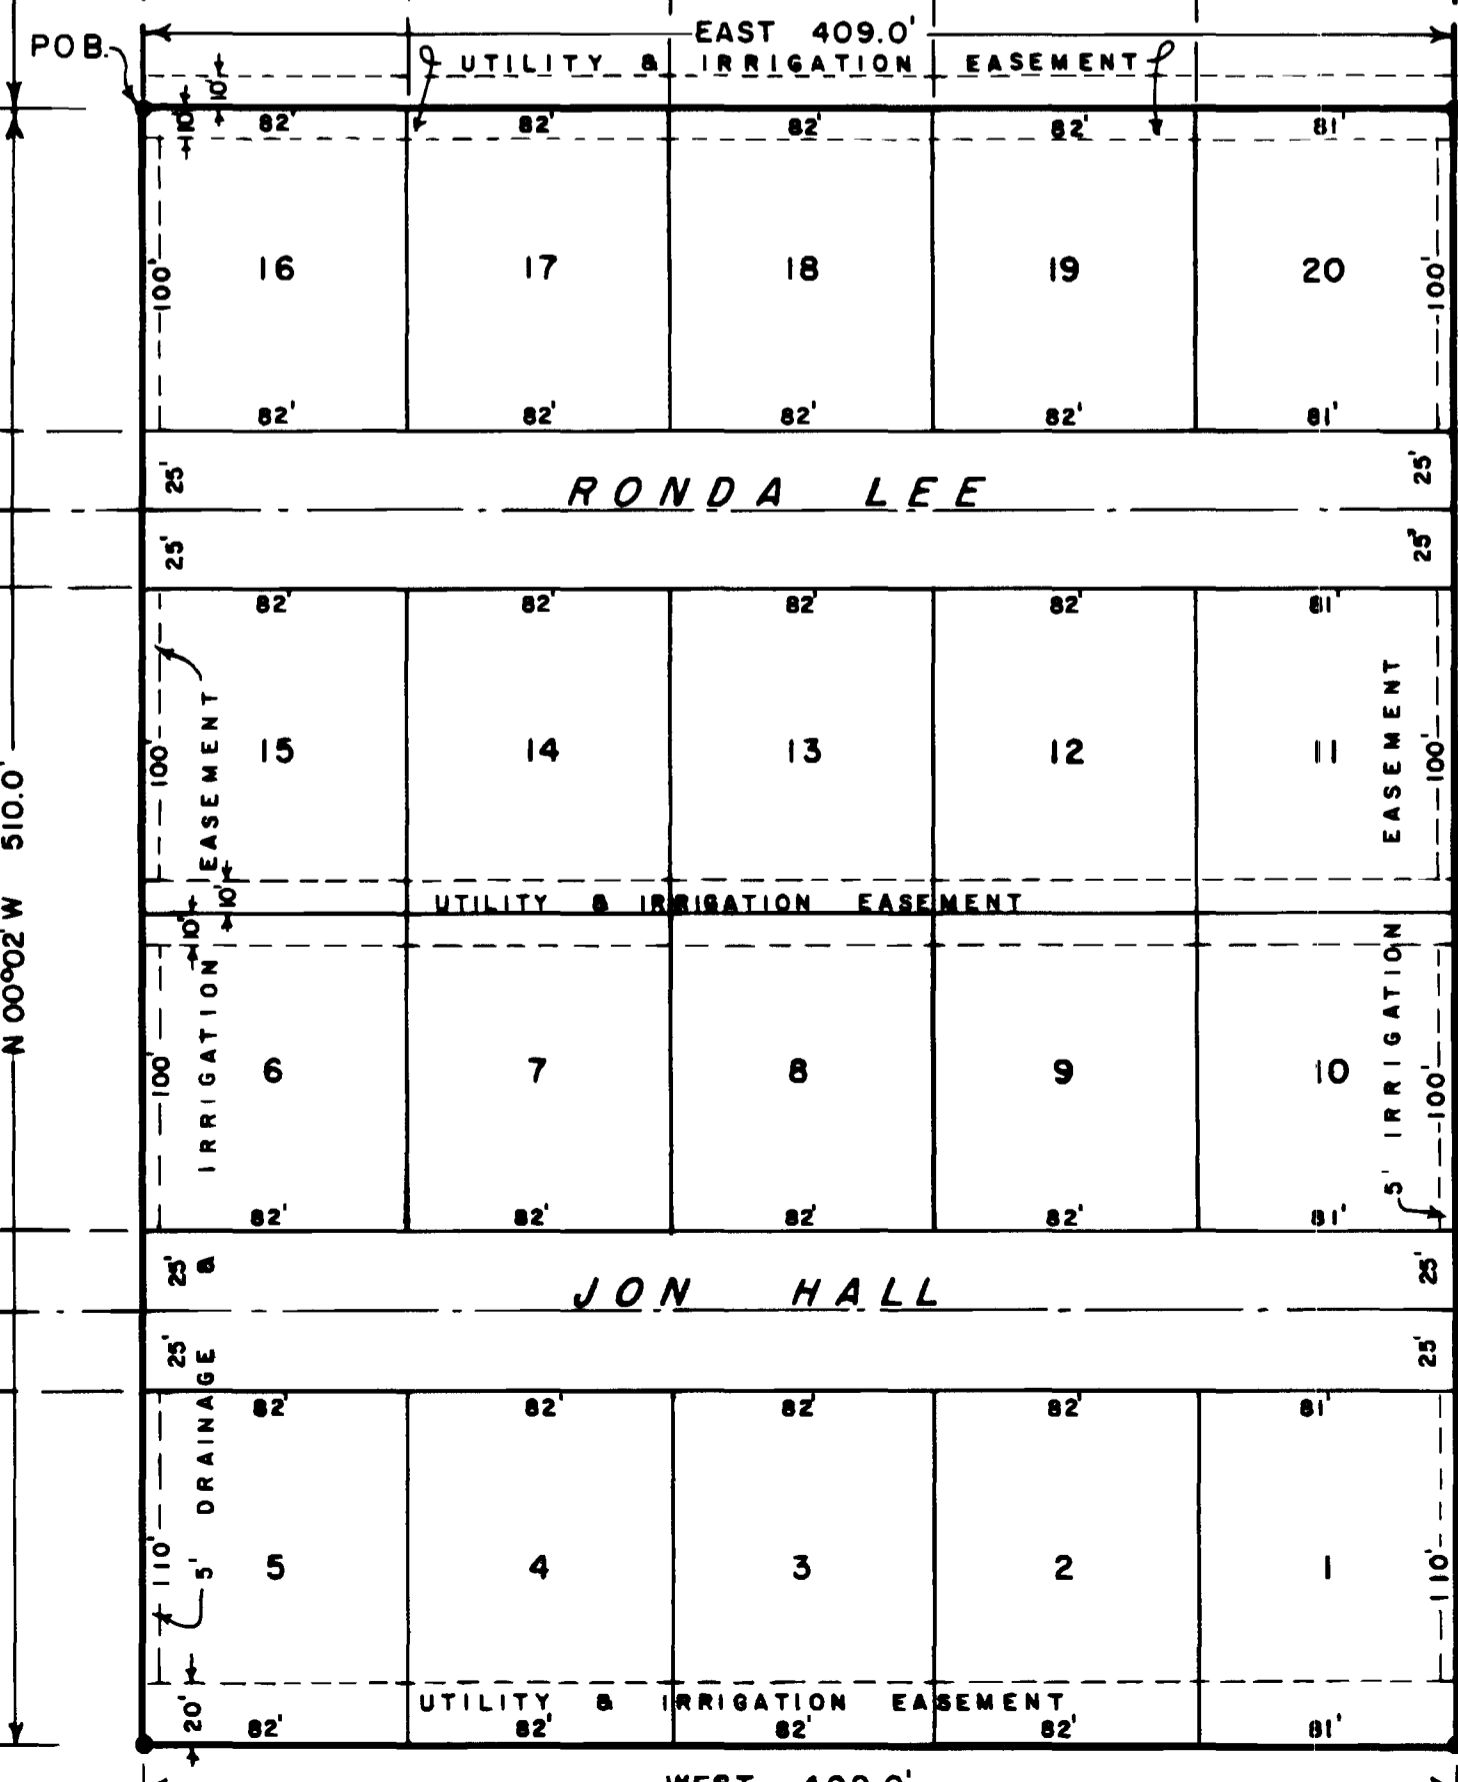 EAST 409.0'
P O B.
UTILITY & IRRIGATION EASEMENT
10'
10'
82' 82' 82' 82' 81'
100' 16 17 18 19 20 100'
82' 82' 82' 82' 81'
25' 25'
RONDA LEE
25' 25'
82' 82' 82' 82' 81'
100' 15 14 13 12 11 100'
N 00°02' W 510.0'
10'
UTILITY & IRRIGATION EASEMENT
10'
100' 6 7 8 9 10 100'
82' 82' 82' 82' 81'
5' DRAINAGE & IRRIGATION EASEMENT
5' IRRIGATION EASEMENT
25' 25'
JON HALL
25' 25'
82' 82' 82 82' 81'
110' 5 4 3 2 1 110'
20'
UTILITY & IRRIGATION EASEMENT
82' 82' 82' 82' 81'
WEST 409.0'